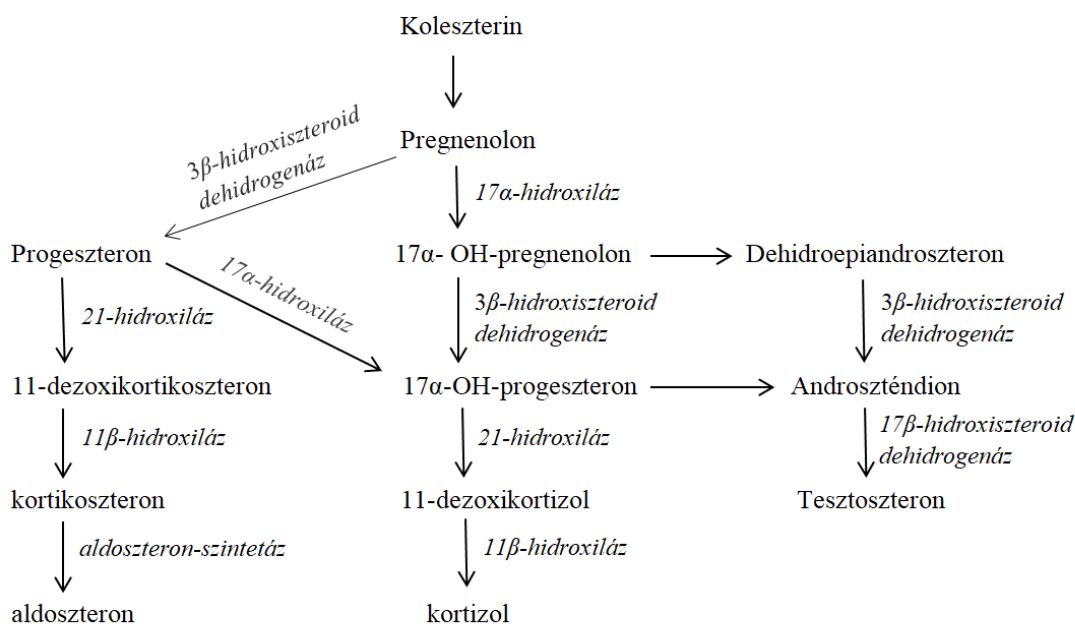 Koleszterin
Pregnenolon
3β-hidroxiszteroid
dehidrogenáz
17α-hidroxiláz
Progeszteron
17α- OH-pregnenolon
Dehidroepiandroszteron
17α-hidroxiláz
21-hidroxiláz
3β-hidroxiszteroid
dehidrogenáz
3β-hidroxiszteroid
dehidrogenáz
11-dezoxikortikoszteron
17α-OH-progeszteron
Androszténdion
11β-hidroxiláz
21-hidroxiláz
17β-hidroxiszteroid
dehidrogenáz
kortikoszteron
11-dezoxikortizol
Tesztoszteron
aldoszteron-szintetáz
11β-hidroxiláz
aldoszteron
kortizol